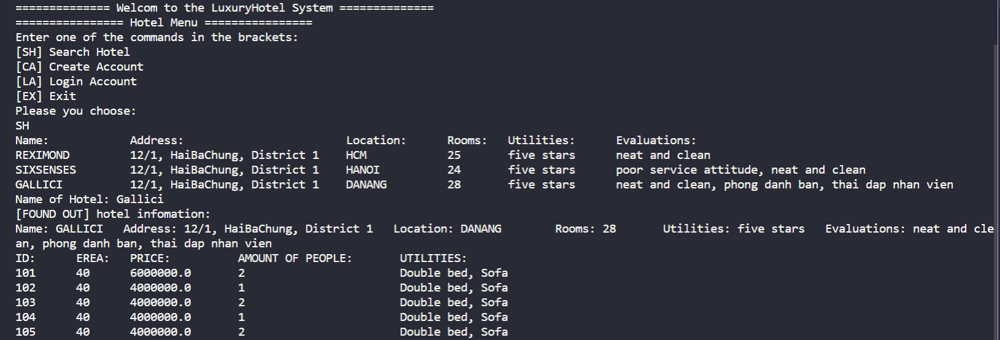 ============== Welcom to the LuxuryHotel System ==============
================ Hotel Menu ================
Enter one of the commands in the brackets:
[SH] Search Hotel
[CA] Create Account
[LA] Login Account
[EX] Exit
Please you choose:
SH
Name: Address: Location: Rooms: Utilities: Evaluations:
REXIMOND 12/1, HaiBaChung, District 1 HCM 25 five stars neat and clean
SIXSENSES 12/1, HaiBaChung, District 1 HANOI 24 five stars poor service attitude, neat and clean
GALLICI 12/1, HaiBaChung, District 1 DANANG 28 five stars neat and clean, phong danh ban, thai dap nhan vien
Name of Hotel: Gallici
[FOUND OUT] hotel infomation:
Name: GALLICI Address: 12/1, HaiBaChung, District 1 Location: DANANG Rooms: 28 Utilities: five stars Evaluations: neat and cle
an, phong danh ban, thai dap nhan vien
ID: EREA: PRICE: AMOUNT OF PEOPLE: UTILITIES:
101 40 6000000.0 2 Double bed, Sofa
102 40 4000000.0 1 Double bed, Sofa
103 40 4000000.0 2 Double bed, Sofa
104 40 4000000.0 1 Double bed, Sofa
105 40 4000000.0 2 Double bed, Sofa